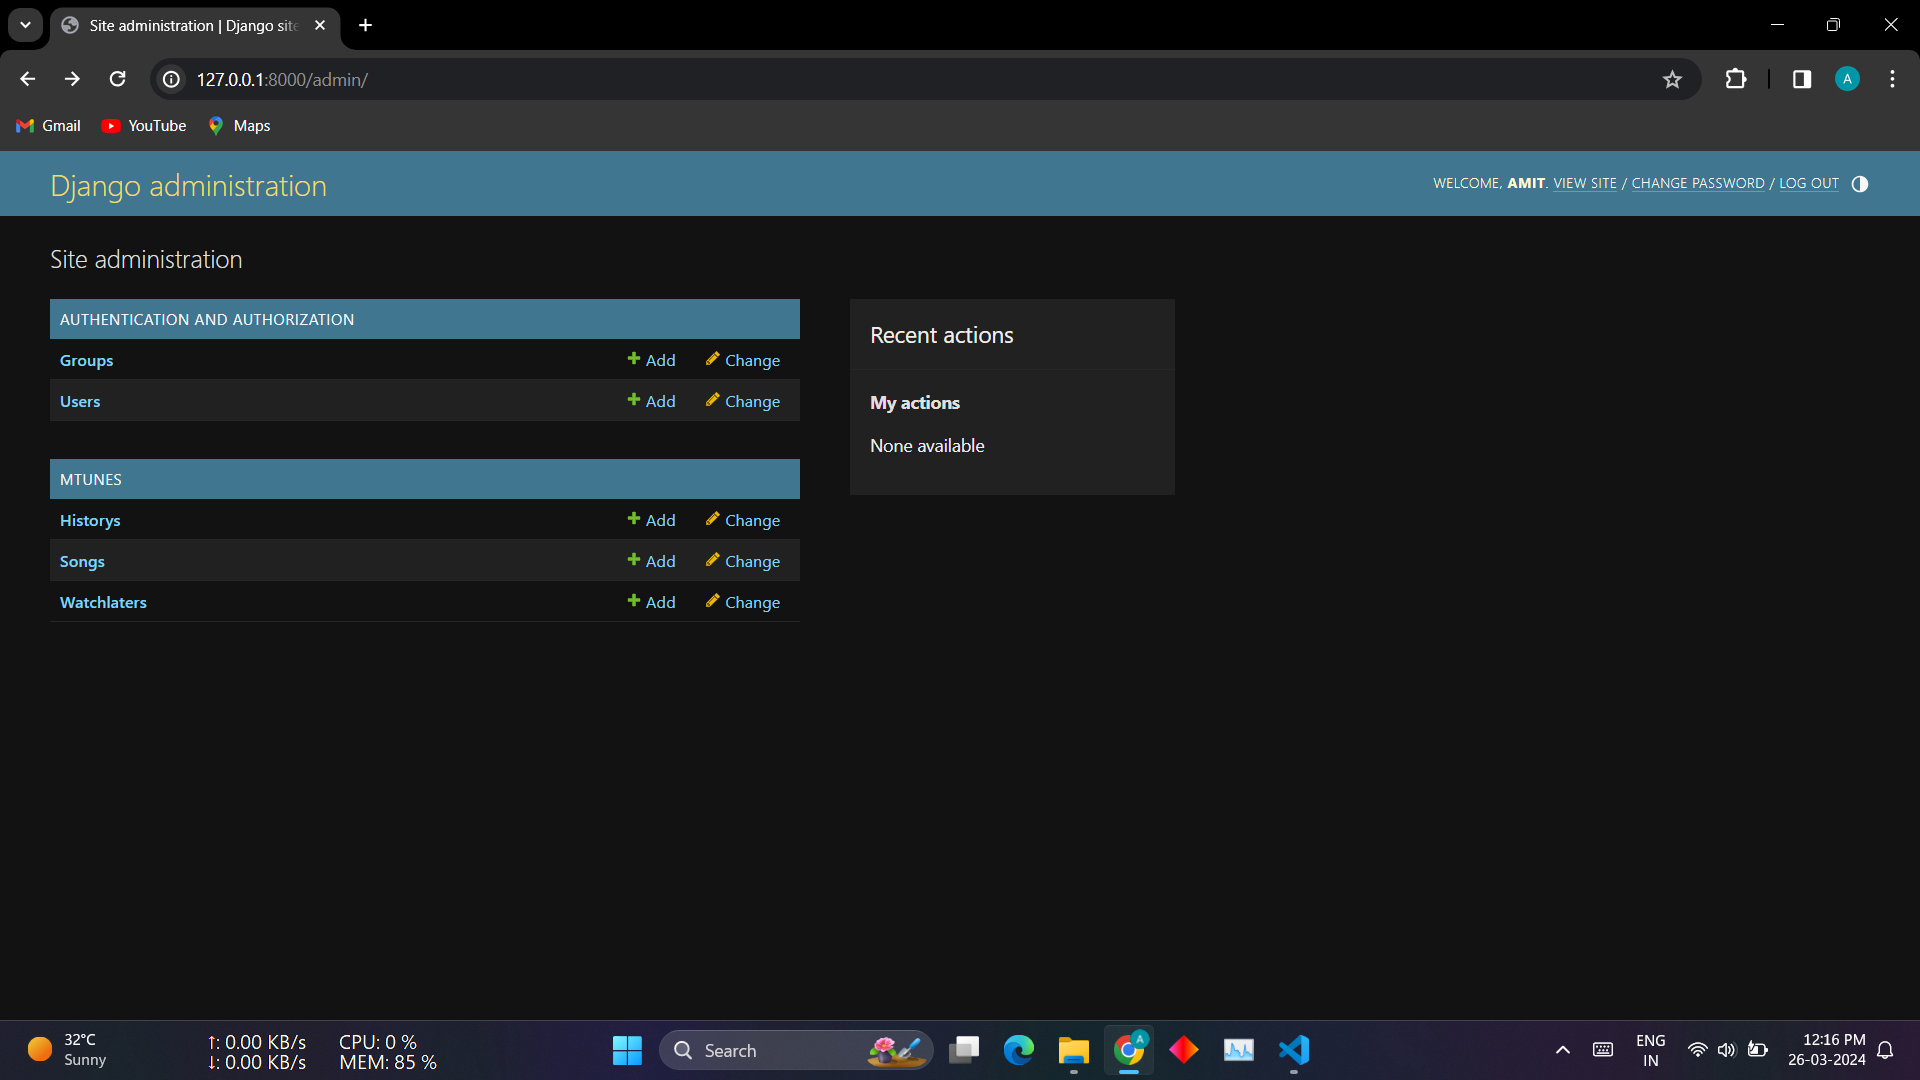 Site administration | Django site
127.0.0.1:8000/admin/
A
Gmail
YouTube
Maps
Django administration
WELCOME, AMIT. VIEW SITE / CHANGE PASSWORD / LOG OUT
Site administration
AUTHENTICATION AND AUTHORIZATION
Groups Add Change
Users Add Change
MTUNES
Historys Add Change
Songs Add Change
Watchlaters Add Change
Recent actions
My actions
None available
32°C
Sunny
↑: 0.00 KB/s
↓: 0.00 KB/s
CPU: 0 %
MEM: 85 %
Search
A
ENG
IN
12:16 PM
26-03-2024